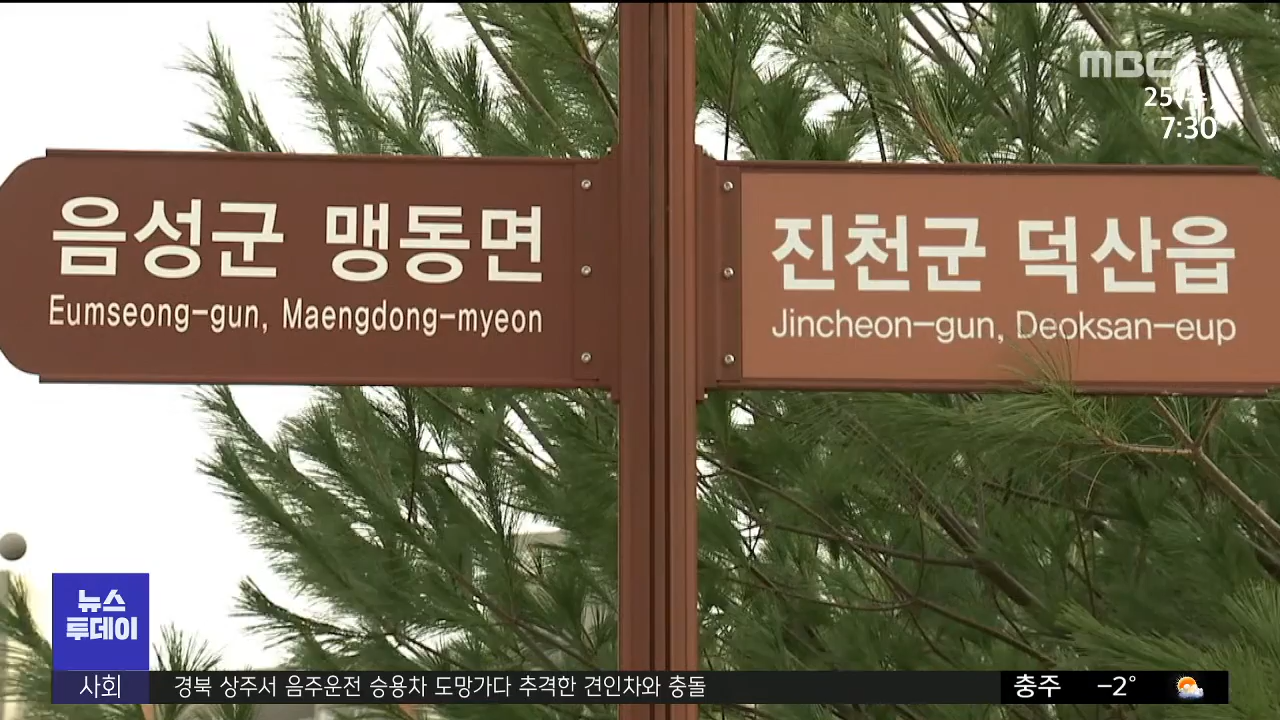 MBC
25(수)
7:30
음성군 맹동면
Eumseong-gun, Maengdong-myeon
진천군 덕산읍
Jincheon-gun, Deoksan-eup
뉴스
투데이
사회
경북 상주서 음주운전 승용차 도망가다 추격한 견인차와 충돌
충주 -2°